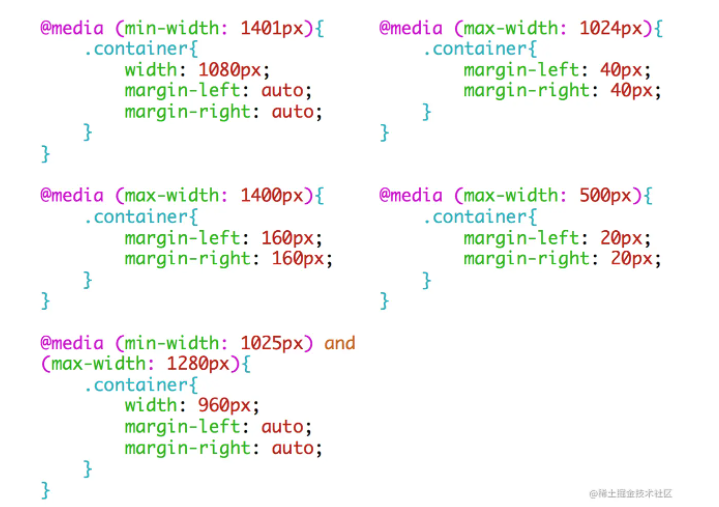 @media (min-width: 1401px){
    .container{
        width: 1080px;
        margin-left: auto;
        margin-right: auto;
    }
}
@media (max-width: 1400px){
    .container{
        margin-left: 160px;
        margin-right: 160px;
    }
}
@media (min-width: 1025px) and
(max-width: 1280px){
    .container{
        width: 960px;
        margin-left: auto;
        margin-right: auto;
    }
}
@media (max-width: 1024px){
    .container{
        margin-left: 40px;
        margin-right: 40px;
    }
}
@media (max-width: 500px){
    .container{
        margin-left: 20px;
        margin-right: 20px;
    }
}
@稀土掘金技术社区